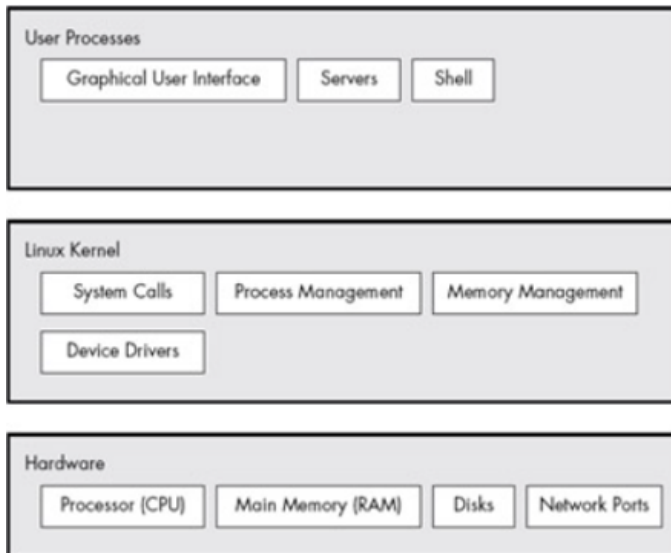 User Processes
Graphical User Interface Servers Shell
Linux Kernel
System Calls Process Management Memory Management
Device Drivers
Hardware
Processor (CPU) Main Memory (RAM) Disks Network Ports